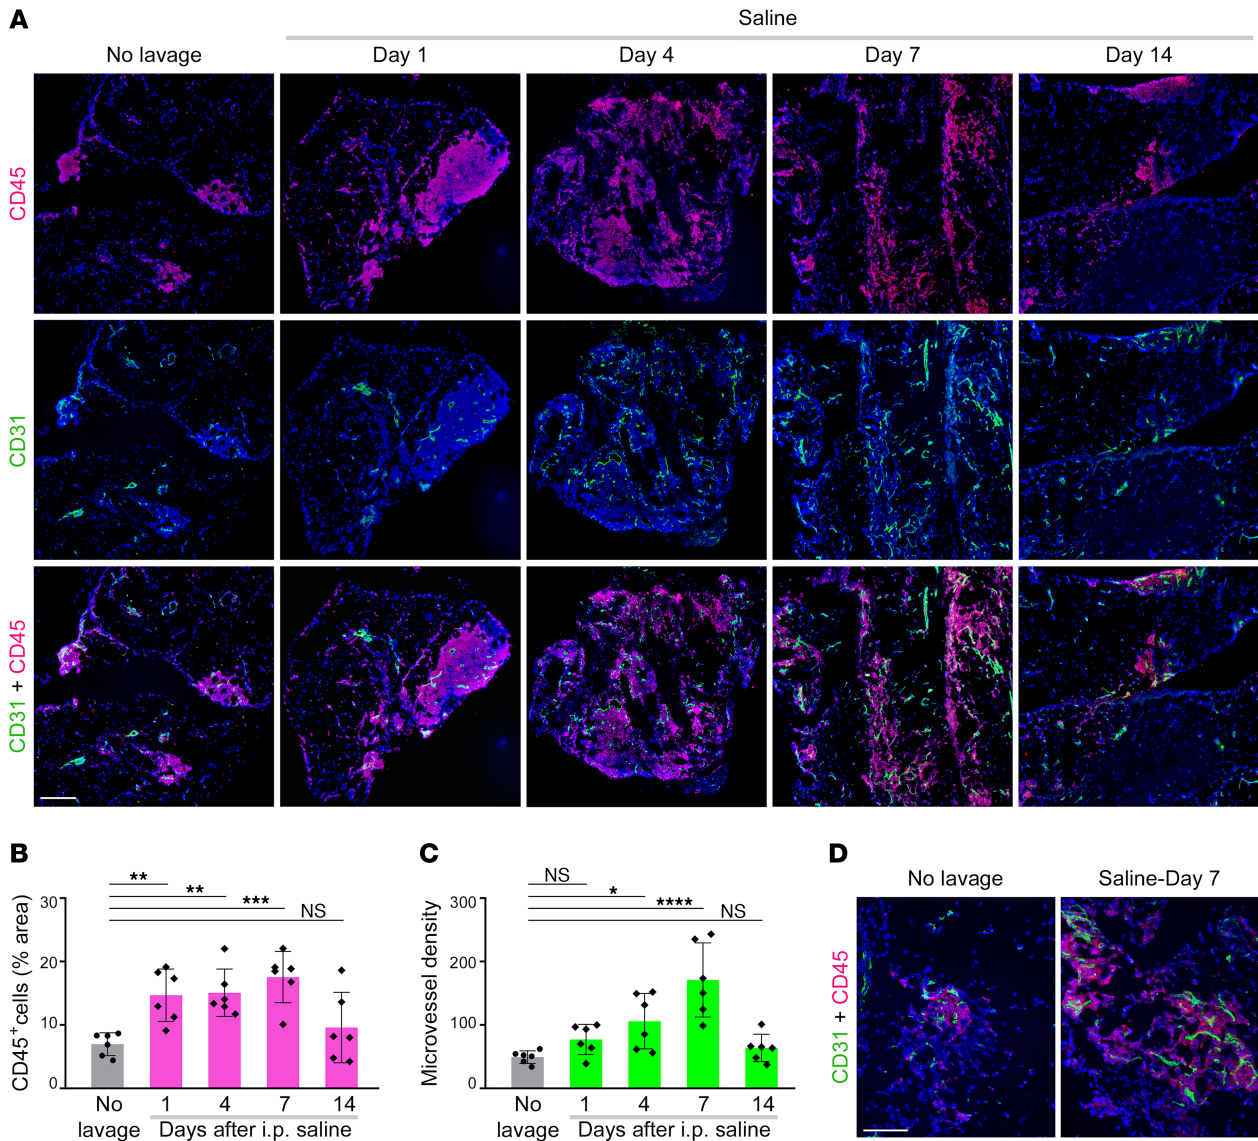 A
Saline
No lavage
Day 1
Day 4
Day 7
Day 14
CD45
CD31
CD31 + CD45
B
CD45+ cells (% area)
30
20
10
0
**
**
***
NS
No lavage
1
4
7
14
Days after i.p. saline
C
Microvessel density
300
200
100
0
NS
*
****
NS
No lavage
1
4
7
14
Days after i.p. saline
D
No lavage
Saline-Day 7
CD31 + CD45